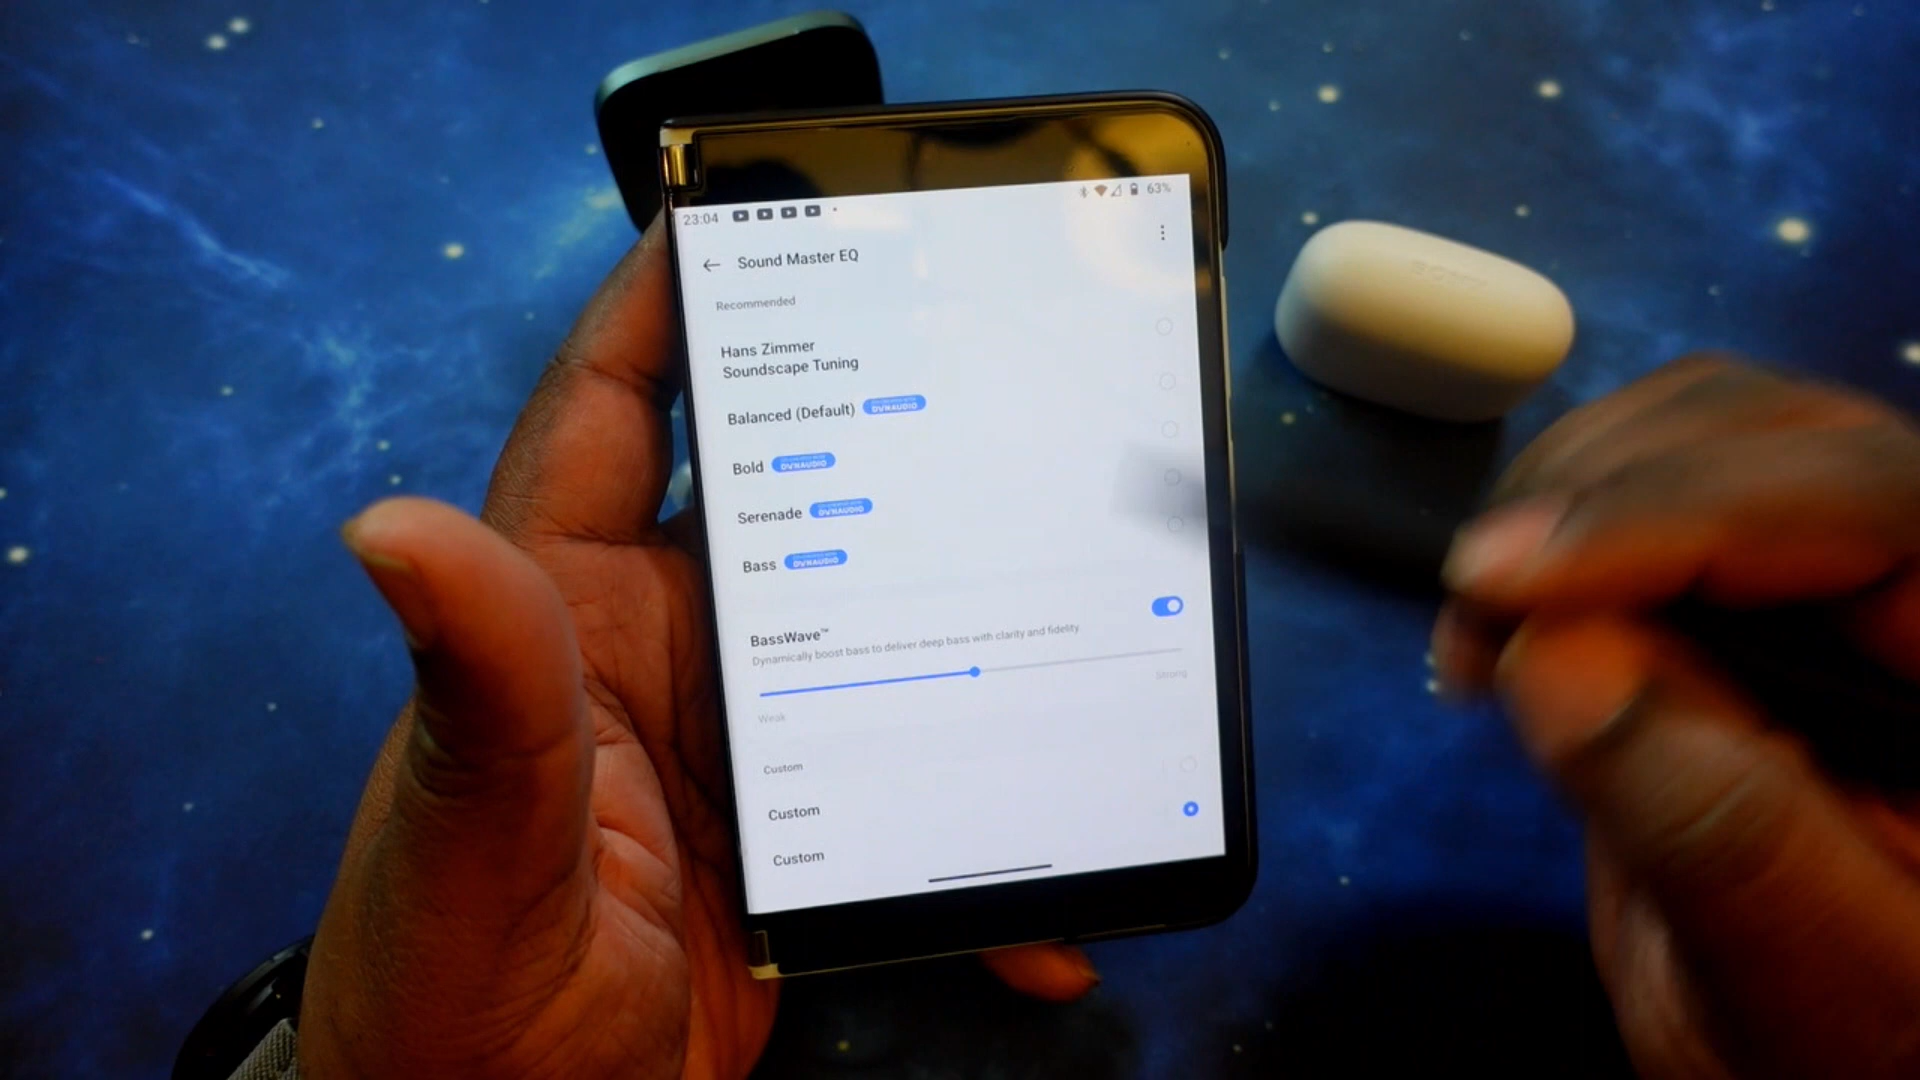 23:04
63%
Sound Master EQ
Recommended
Hans Zimmer
Soundscape Tuning
Balanced (Default) DYNAUDIO
Bold DYNAUDIO
Serenade DYNAUDIO
Bass DYNAUDIO
BassWave™
Dynamically boost bass to deliver deep bass with clarity and fidelity
Strong
Weak
Custom
Custom
Custom
SONY